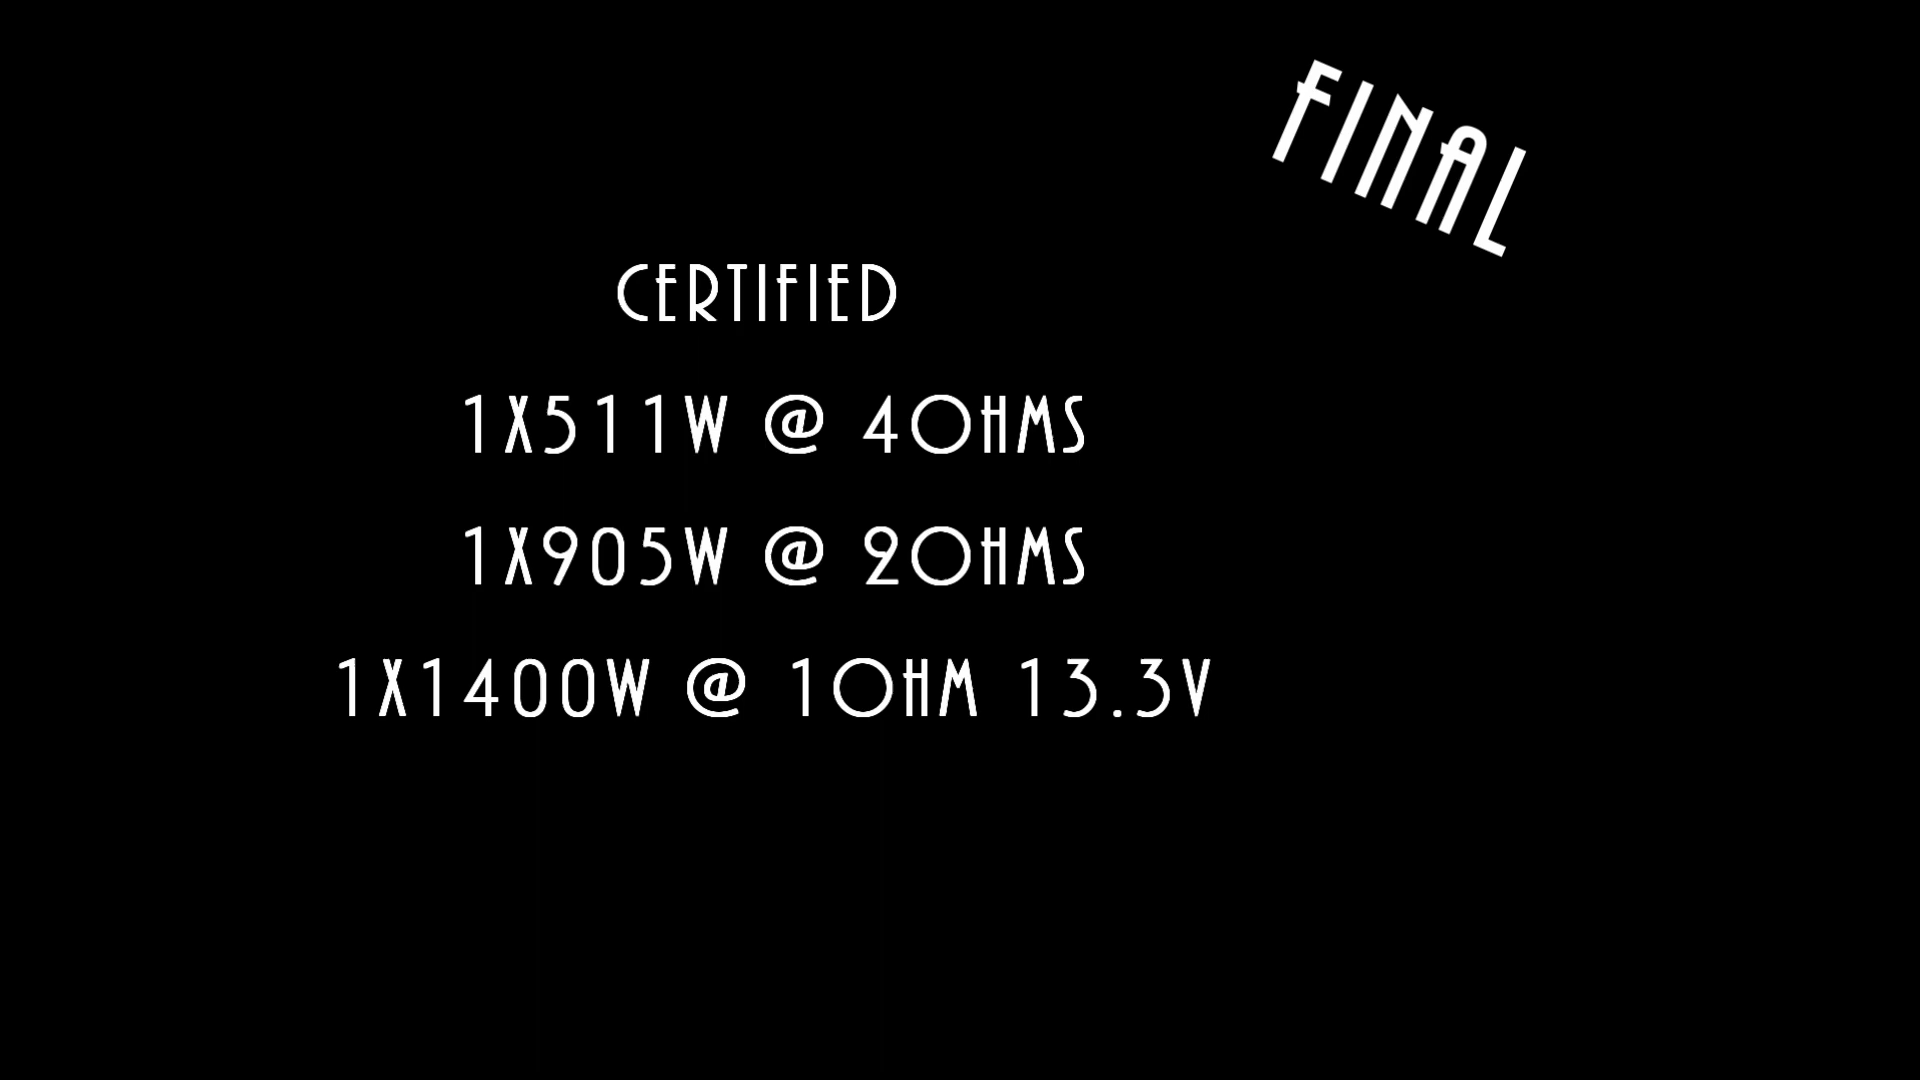 FINAL
CERTIFIED
1X511W @ 4OHMS
1X905W @ 2OHMS
1X1400W @ 1OHM 13.3V